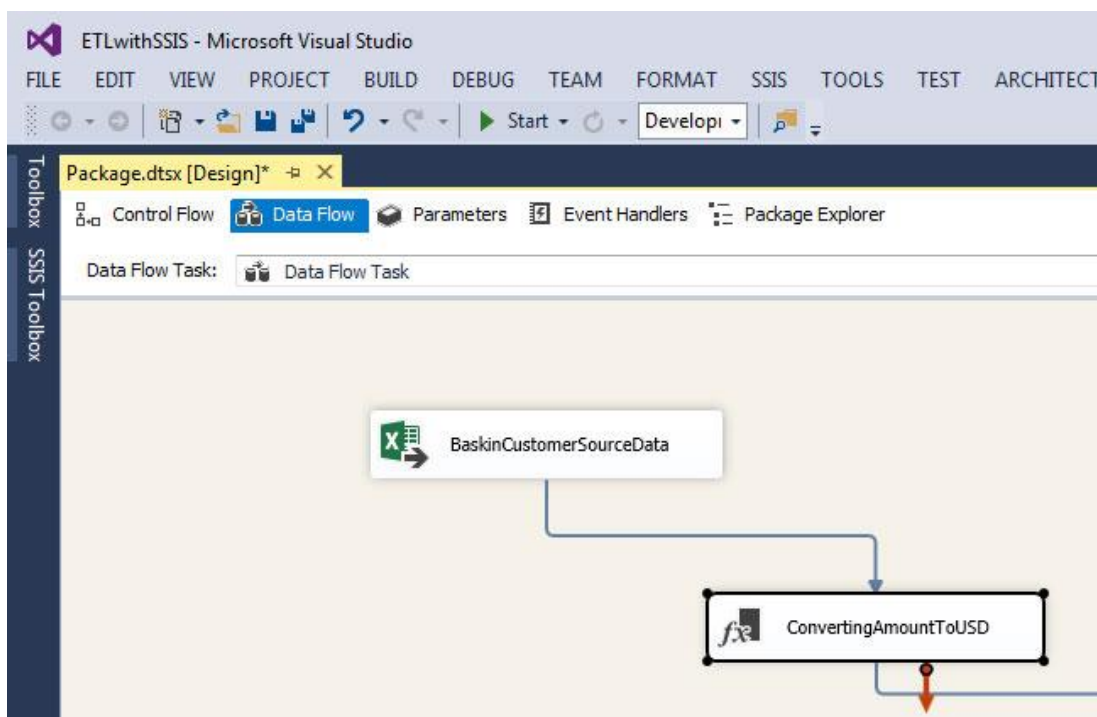 ETLwithSSIS - Microsoft Visual Studio
FILE EDIT VIEW PROJECT BUILD DEBUG TEAM FORMAT SSIS TOOLS TEST ARCHITECT
Start Develop
Toolbox
SSIS Toolbox
Package.dtsx [Design]*
Control Flow Data Flow Parameters Event Handlers Package Explorer
Data Flow Task: Data Flow Task
BaskinCustomerSourceData
fx ConvertingAmountToUSD